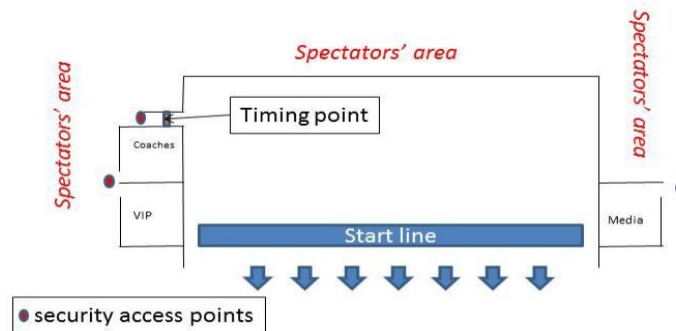 Spectators' area
Spectators' area
Spectators' area
Timing point
Coaches
VIP
Media
Start line
security access points